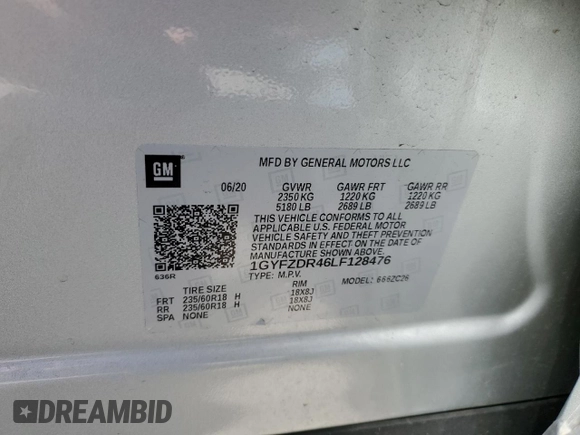 GM
MFD BY GENERAL MOTORS LLC
06/20 GVWR GAWR FRT GAWR RR
2350 KG 1220 KG 1220 KG
5180 LB 2689 LB 2689 LB
THIS VEHICLE CONFORMS TO ALL
APPLICABLE U.S. FEDERAL MOTOR
VEHICLE SAFETY AND THEFT PREVENTION
STANDARDS IN EFFECT ON THE DATE OF
MANUFACTURE SHOWN ABOVE.
1GYFZDR46LF128476
636R
TYPE: M.P.V. MODEL:
TIRE SIZE RIM
FRT 235/60R18 H 18X8J
RR 235/60R18 H 18X8J
SPA NONE NONE
DREAMBID